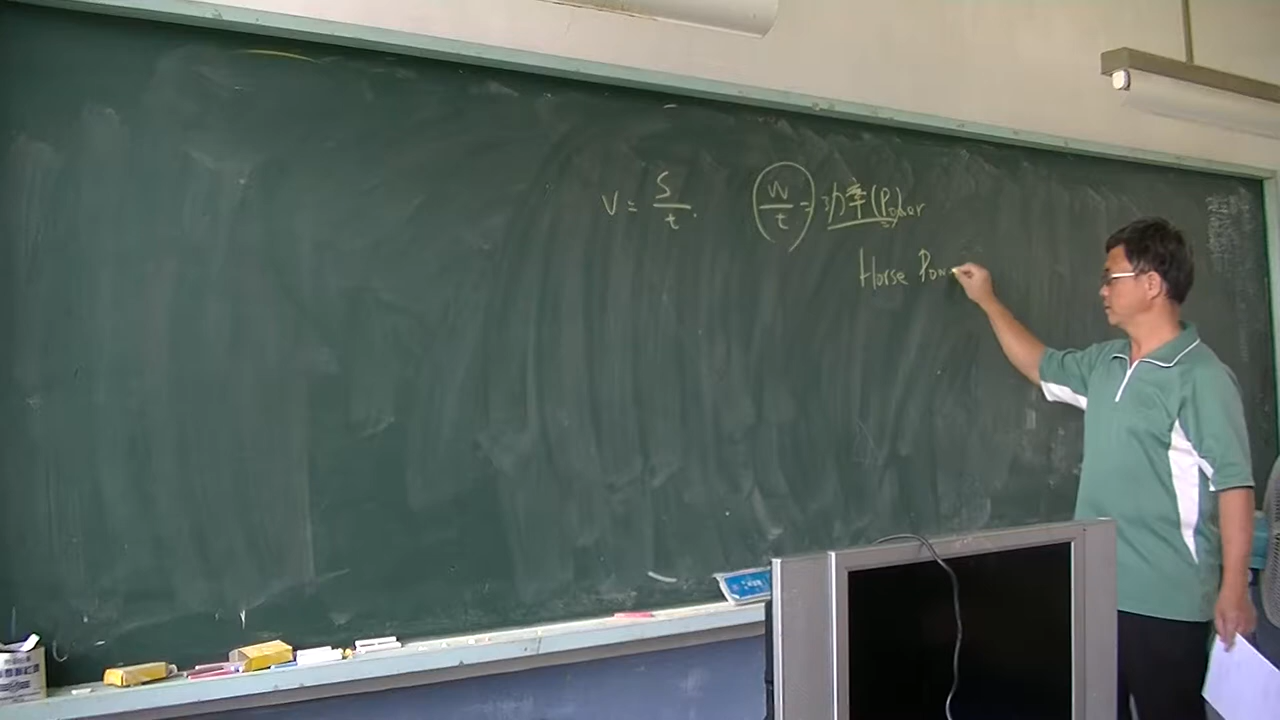 V = S/t. W/t = 功率(Power
Horse Pow